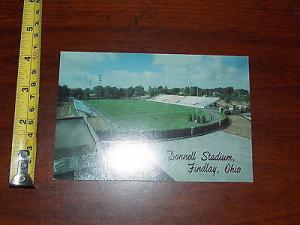 Donnell Stadium,
Findlay, Ohio